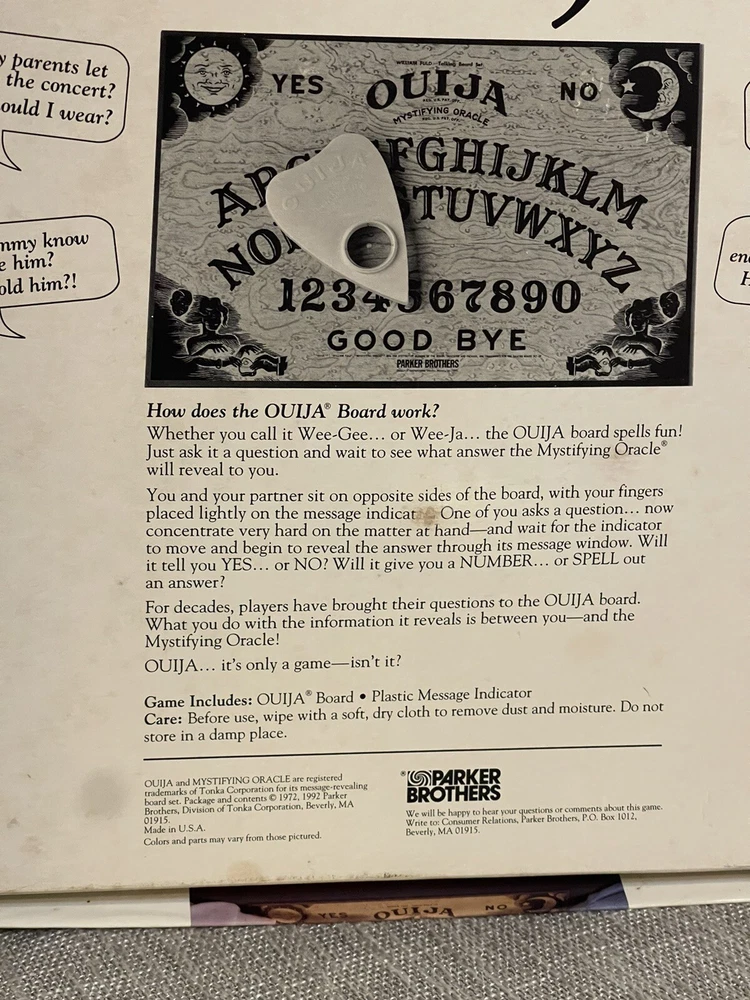 y parents let
the concert?
ould I wear?
mmy know
e him?
old him?!
YES
WILLIAM FULD Talking Board Set
OUIJA
NO
MYSTIFYING ORACLE
FGHIJKLM
TUVWXYZ
OUIJA
1234567890
GOOD BYE
PARKER BROTHERS
How does the OUIJA® Board work?
Whether you call it Wee-Gee... or Wee-Ja... the OUIJA board spells fun!
Just ask it a question and wait to see what answer the Mystifying Oracle®
will reveal to you.
You and your partner sit on opposite sides of the board, with your fingers
placed lightly on the message indicat One of you asks a question... now
concentrate very hard on the matter at hand—and wait for the indicator
to move and begin to reveal the answer through its message window. Will
it tell you YES... or NO? Will it give you a NUMBER... or SPELL out
an answer?
For decades, players have brought their questions to the OUIJA board.
What you do with the information it reveals is between you—and the
Mystifying Oracle!
OUIJA... it's only a game—isn't it?
Game Includes: OUIJA® Board • Plastic Message Indicator
Care: Before use, wipe with a soft, dry cloth to remove dust and moisture. Do not
store in a damp place.
OUIJA and MYSTIFYING ORACLE are registered
trademarks of Tonka Corporation for its message-revealing
board set. Package and contents © 1972, 1992 Parker
Brothers, Division of Tonka Corporation, Beverly, MA
01915.
Made in U.S.A.
Colors and parts may vary from those pictured.
® PARKER
BROTHERS
We will be happy to hear your questions or comments about this game.
Write to: Consumer Relations, Parker Brothers, P.O. Box 1012,
Beverly, MA 01915.
YES OUIJA NO